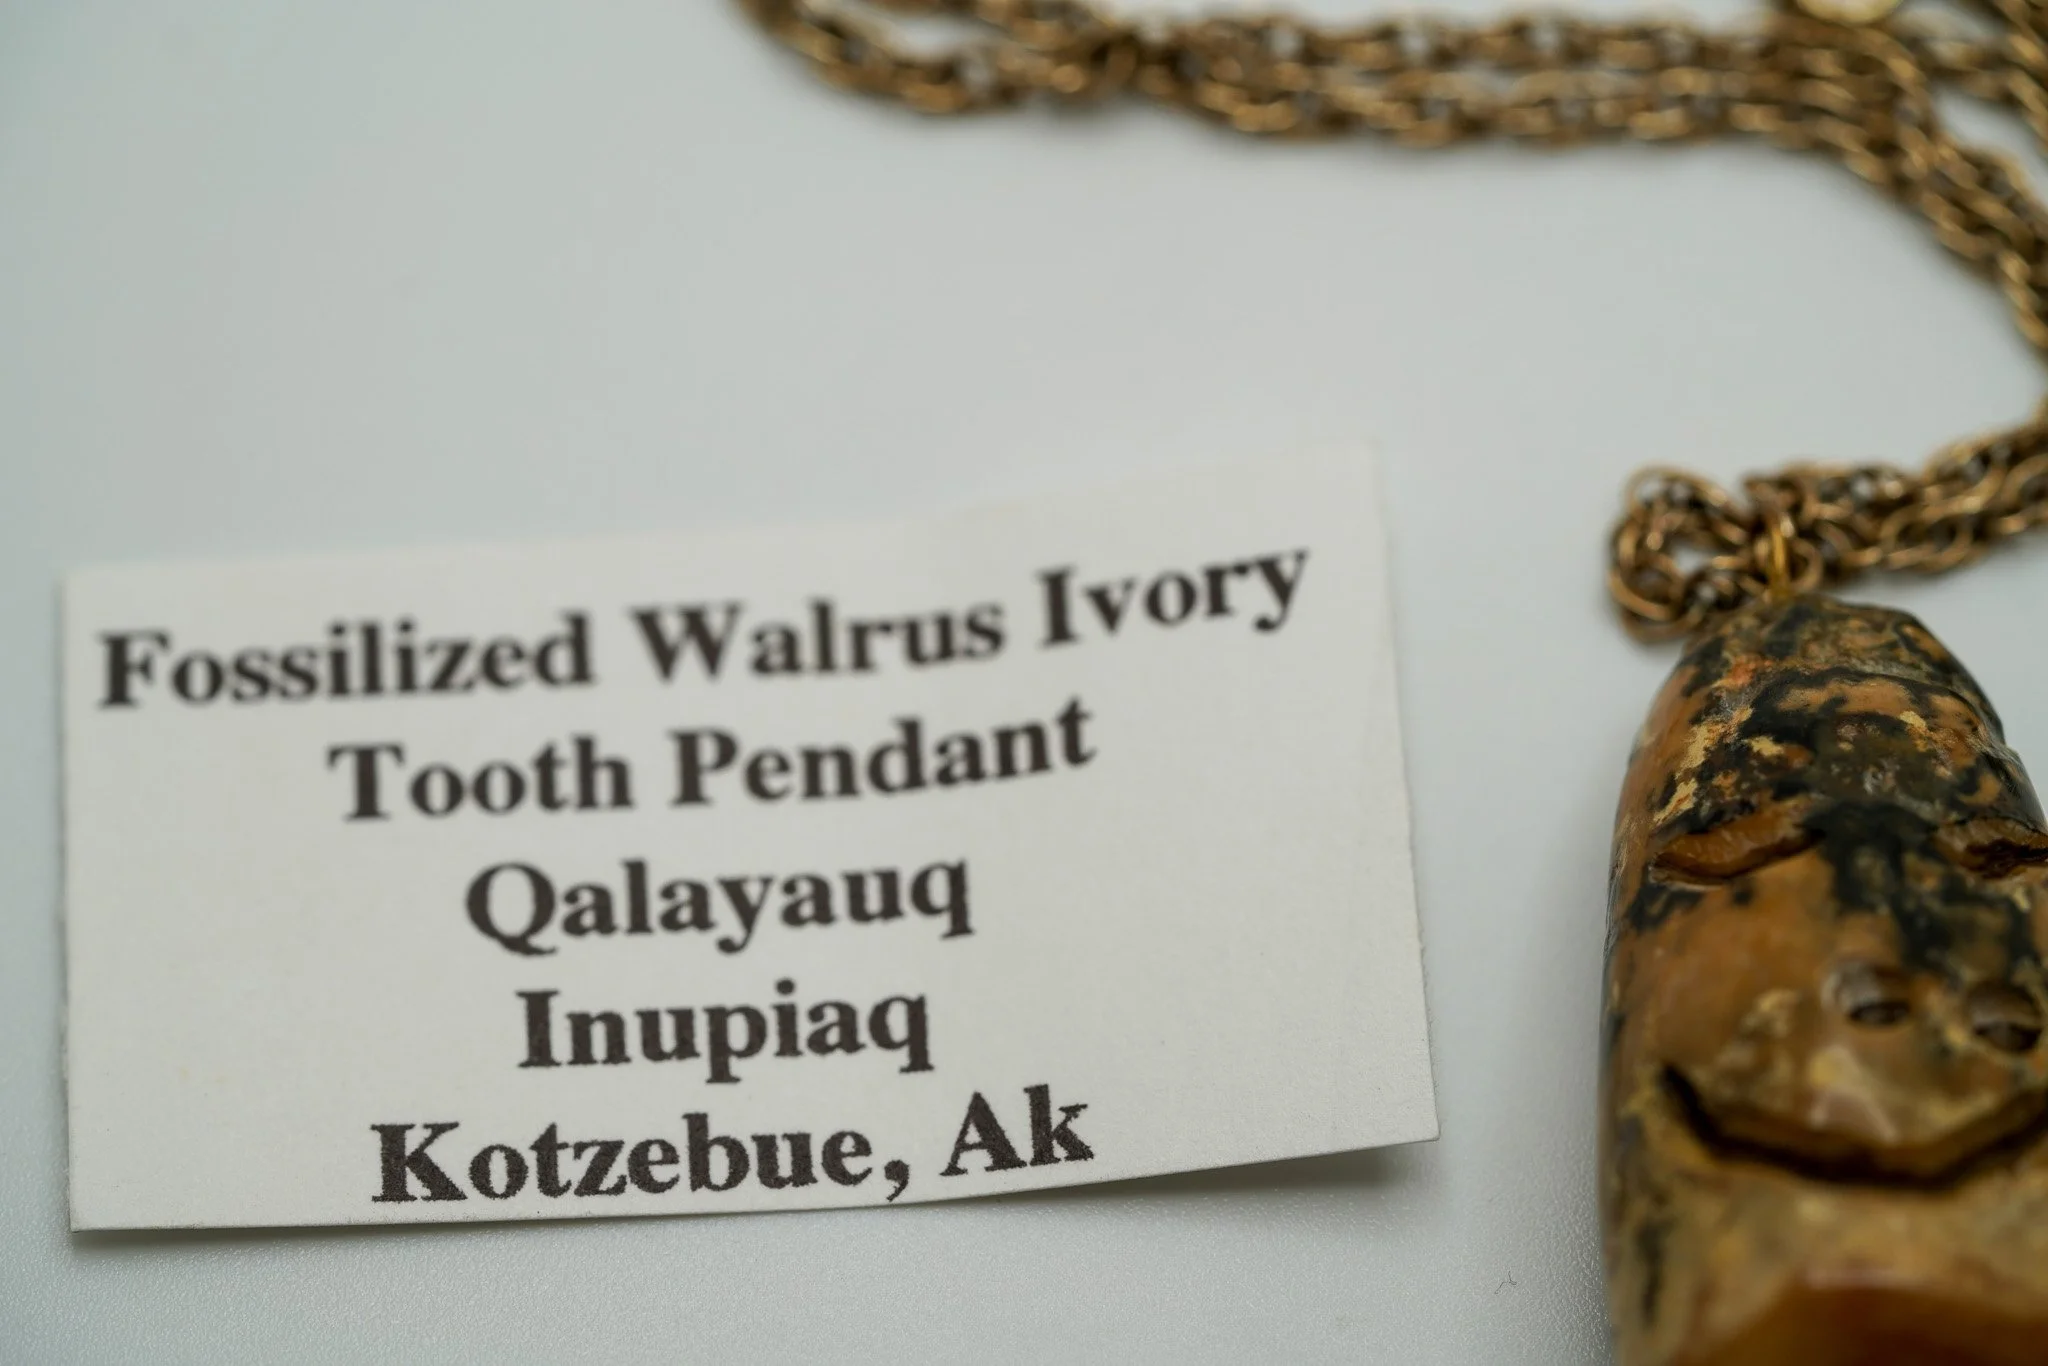 Fossilized Walrus Ivory
Tooth Pendant
Qalayauq
Inupiaq
Kotzebue, Ak